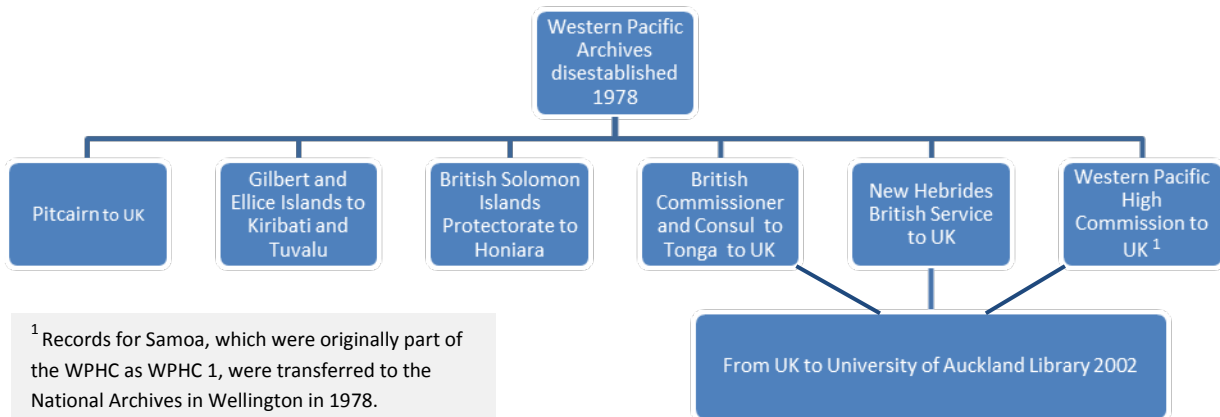 Western Pacific
Archives
disestablished
1978
Pitcairn to UK
Gilbert and
Ellice Islands to
Kiribati and
Tuvalu
British Solomon
Islands
Protectorate to
Honiara
British
Commissioner
and Consul to
Tonga to UK
New Hebrides
British Service
to UK
Western Pacific
High
Commission to
UK ¹
From UK to University of Auckland Library 2002
¹ Records for Samoa, which were originally part of
the WPHC as WPHC 1, were transferred to the
National Archives in Wellington in 1978.